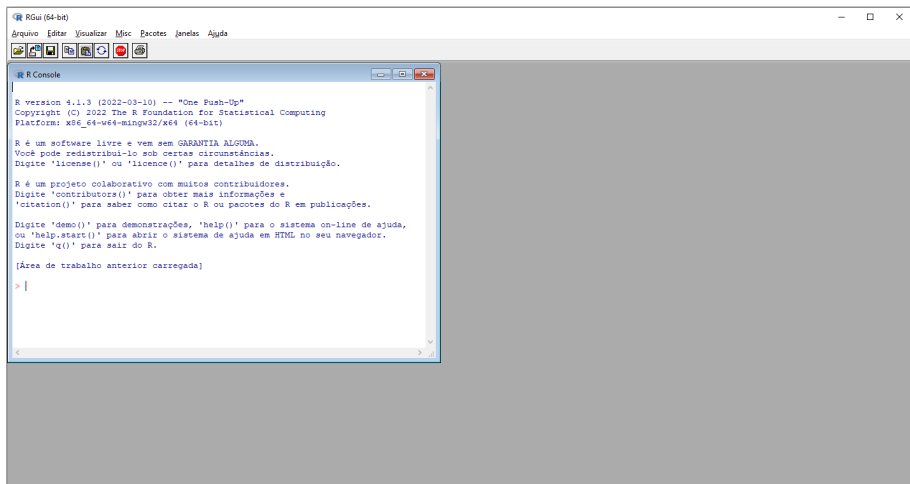 RGui (64-bit)
Arquivo Editar Visualizar Misc Pacotes Janelas Ajuda
STOP
R Console
R version 4.1.3 (2022-03-10) -- "One Push-Up"
Copyright (C) 2022 The R Foundation for Statistical Computing
Platform: x86_64-w64-mingw32/x64 (64-bit)
R é um software livre e vem sem GARANTIA ALGUMA.
Você pode redistribuí-lo sob certas circunstâncias.
Digite 'license()' ou 'licence()' para detalhes de distribuição.
R é um projeto colaborativo com muitos contribuidores.
Digite 'contributors()' para obter mais informações e
'citation()' para saber como citar o R ou pacotes do R em publicações.
Digite 'demo()' para demonstrações, 'help()' para o sistema on-line de ajuda,
ou 'help.start()' para abrir o sistema de ajuda em HTML no seu navegador.
Digite 'q()' para sair do R.
[Área de trabalho anterior carregada]
>